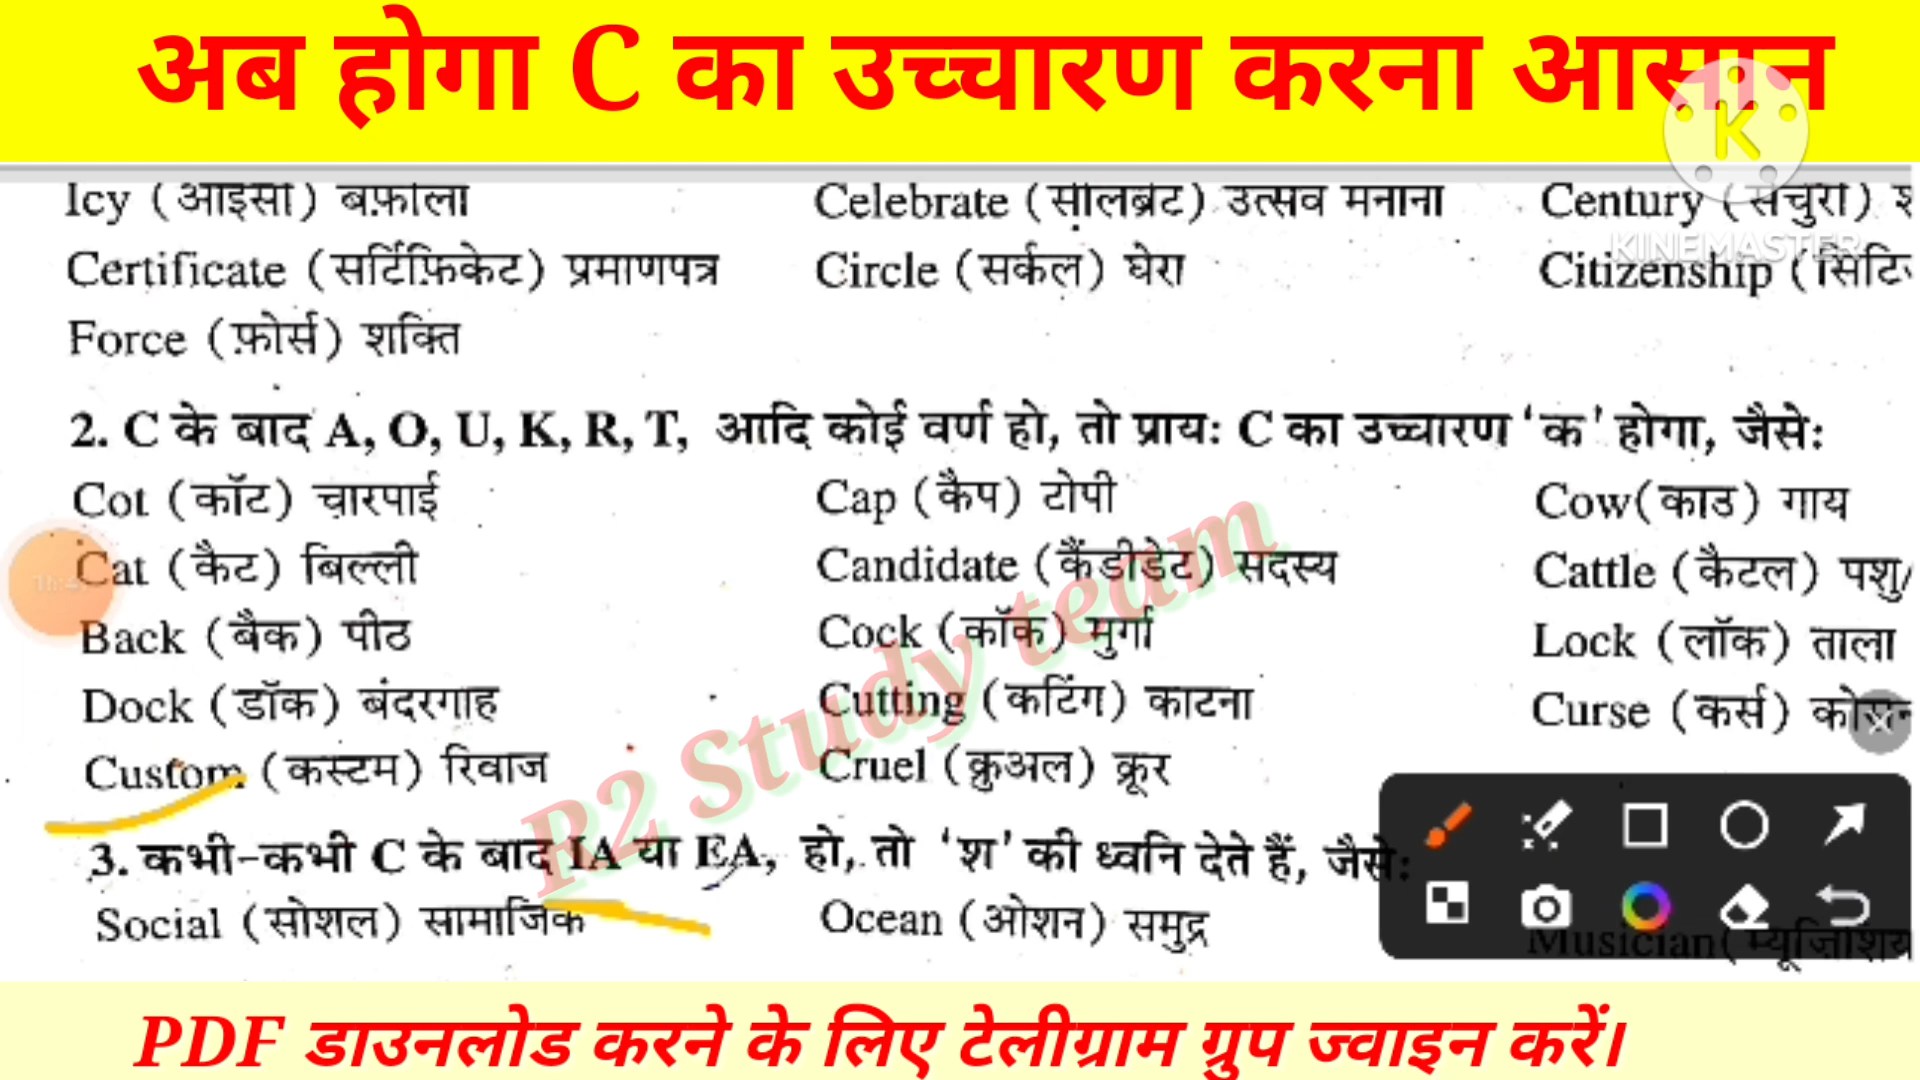 अब होगा C का उच्चारण करना आसान
Icy (आइसी) बर्फ़ीला Celebrate (सीलब्रेट) उत्सव मनाना Century (सेंचुरी)
KINEMASTER
Certificate (सर्टिफ़िकेट) प्रमाणपत्र Circle (सर्कल) घेरा Citizenship
Force (फ़ोर्स) शक्ति
2. C के बाद A, O, U, K, R, T, आदि कोई वर्ण हो, तो प्रायः C का उच्चारण 'क' होगा, जैसे:
Cot (कॉट) चारपाई Cap (कैप) टोपी Cow(काउ) गाय
Cat (कैट) बिल्ली Candidate (कैंडीडेट) सदस्य Cattle (कैटल) पशु/
Back (बैक) पीठ Cock (कॉक) मुर्गा Lock (लॉक) ताला
Dock (डॉक) बंदरगाह Cutting (कटिंग) काटना Curse (कर्स)
Custom (कस्टम) रिवाज Cruel (क्रुअल) क्रूर
R2 Study team
3. कभी-कभी C के बाद IA या EA, हो, तो 'श' की ध्वनि देते हैं, जैसे:
Social (सोशल) सामाजिक Ocean (ओशन) समुद्र Musician(
PDF डाउनलोड करने के लिए टेलीग्राम ग्रुप ज्वाइन करें।